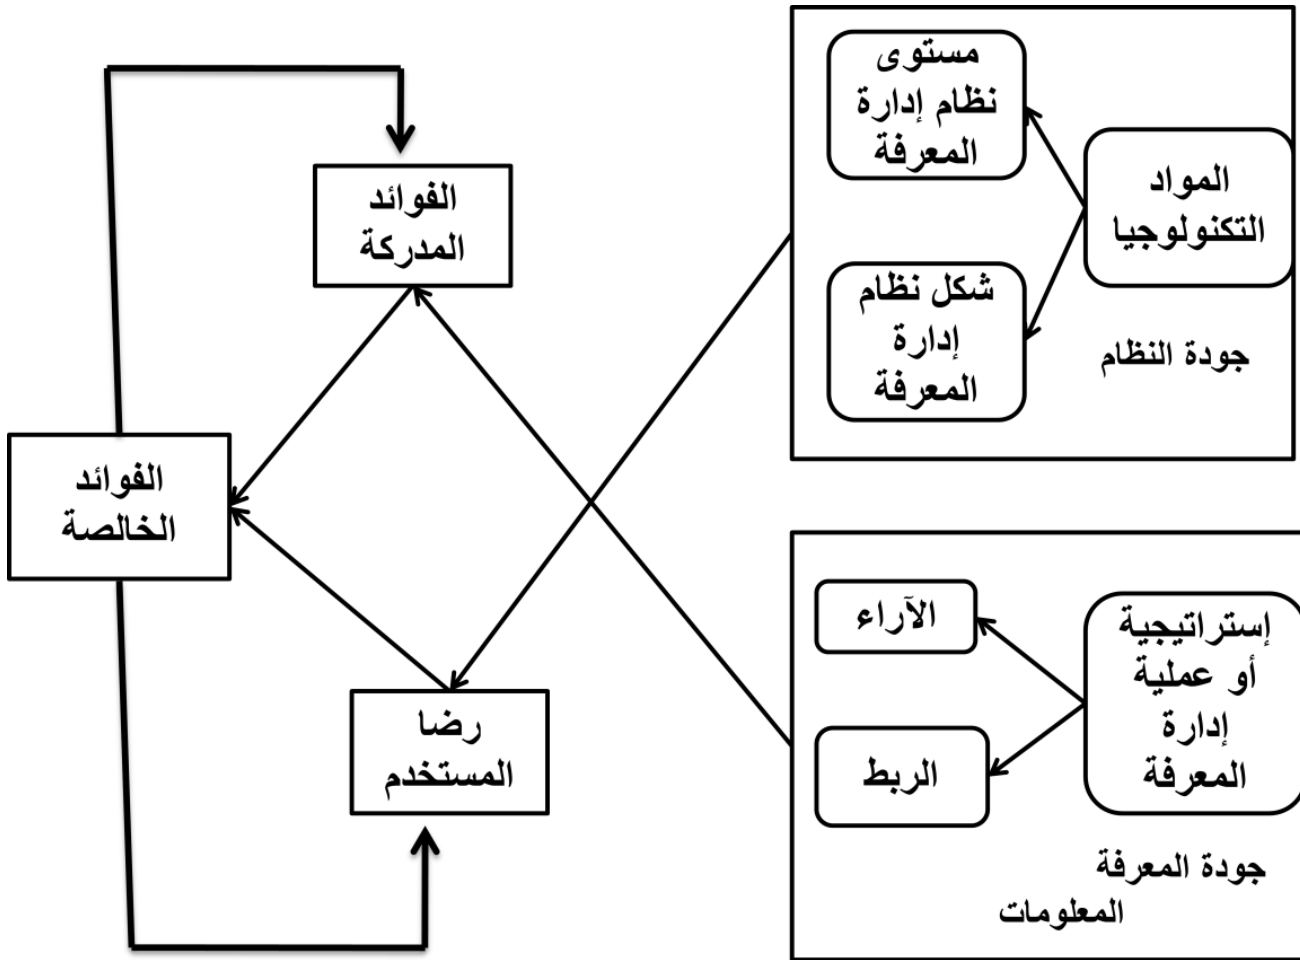 مستوى
نظام إدارة
المعرفة
المواد
التكنولوجيا
شكل نظام
إدارة
المعرفة
جودة النظام
الفوائد
المدركة
الفوائد
الخالصة
رضا
المستخدم
إستراتيجية
أو عملية
إدارة
المعرفة
الآراء
الربط
جودة المعرفة
المعلومات